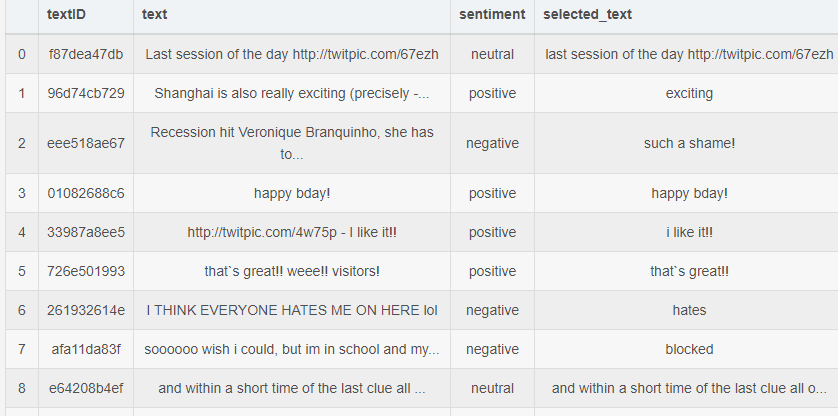 textID text sentiment selected_text
0 f87dea47db Last session of the day http://twitpic.com/67ezh neutral last session of the day http://twitpic.com/67ezh
1 96d74cb729 Shanghai is also really exciting (precisely -... positive exciting
2 eee518ae67 Recession hit Veronique Branquinho, she has
to... negative such a shame!
3 01082688c6 happy bday! positive happy bday!
4 33987a8ee5 http://twitpic.com/4w75p - I like it!! positive i like it!!
5 726e501993 that`s great!! weee!! visitors! positive that`s great!!
6 261932614e I THINK EVERYONE HATES ME ON HERE lol negative hates
7 afa11da83f soooooo wish i could, but im in school and my... negative blocked
8 e64208b4ef and within a short time of the last clue all ... neutral and within a short time of the last clue all o...